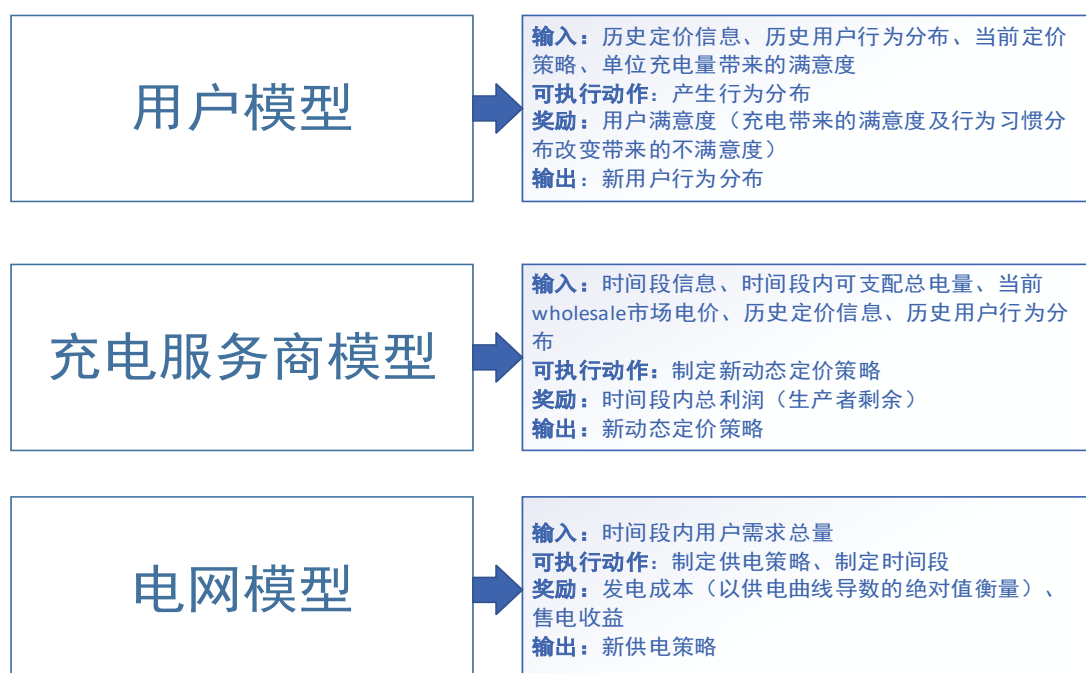 用户模型
输入：历史定价信息、历史用户行为分布、当前定价
策略、单位充电量带来的满意度
可执行动作：产生行为分布
奖励：用户满意度（充电带来的满意度及行为习惯分
布改变带来的不满意度）
输出：新用户行为分布
充电服务商模型
输入：时间段信息、时间段内可支配总电量、当前
wholesale市场电价、历史定价信息、历史用户行为分
布
可执行动作：制定新动态定价策略
奖励：时间段内总利润（生产者剩余）
输出：新动态定价策略
电网模型
输入：时间段内用户需求总量
可执行动作：制定供电策略、制定时间段
奖励：发电成本（以供电曲线导数的绝对值衡量）、
售电收益
输出：新供电策略